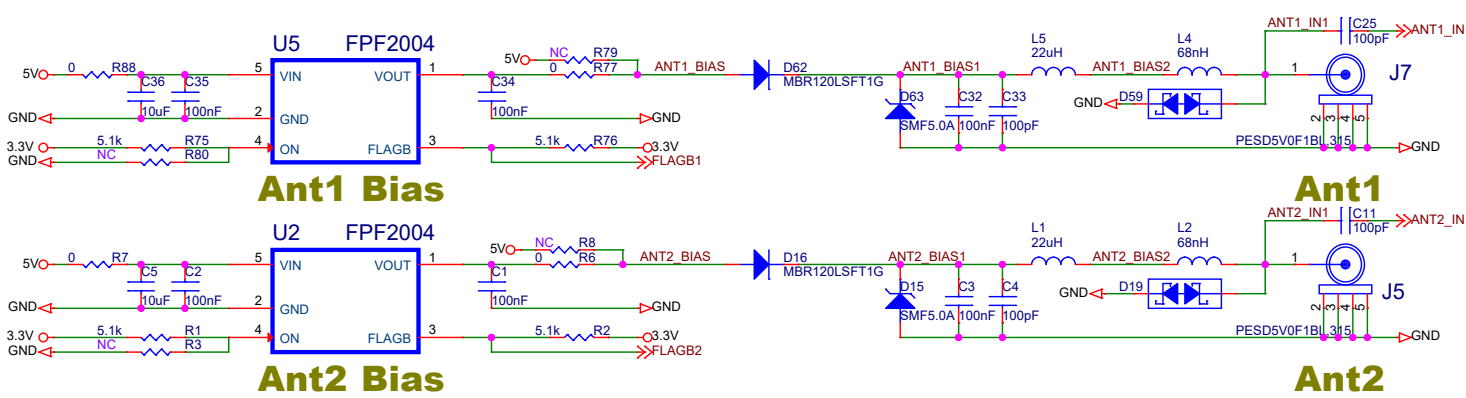 U5 FPF2004
5V 0 R88 C36 C35 10uF 100nF GND
5 VIN VOUT 1
2 GND
4 ON FLAGB 3
3.3V 5.1k R75
GND NC R80
5V NC R79
0 R77 ANT1_BIAS
C34 100nF GND
5.1k R76 3.3V
FLAGB1
D62 MBR120LSFT1G
ANT1_BIAS1 L5 22uH ANT1_BIAS2 L4 68nH
D63 SMF5.0A C32 100nF C33 100pF
GND D59 PESD5V0F1BL,315
ANT1_IN1 C25 100pF ANT1_IN
1 J7 2 3 4 5 GND
Ant1 Bias Ant1
U2 FPF2004
5V 0 R7 C5 C2 10uF 100nF GND
5 VIN VOUT 1
2 GND
4 ON FLAGB 3
3.3V 5.1k R1
GND NC R3
5V NC R8
0 R6 ANT2_BIAS
C1 100nF GND
5.1k R2 3.3V
FLAGB2
D16 MBR120LSFT1G
ANT2_BIAS1 L1 22uH ANT2_BIAS2 L2 68nH
D15 SMF5.0A C3 100nF C4 100pF
GND D19 PESD5V0F1BL,315
ANT2_IN1 C11 100pF ANT2_IN
1 J5 2 3 4 5 GND
Ant2 Bias Ant2